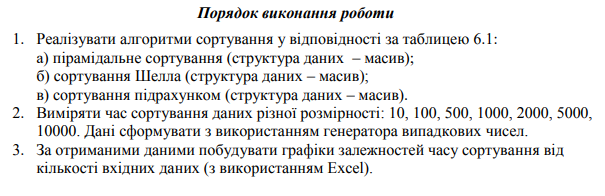 Порядок виконання роботи
1. Реалізувати алгоритми сортування у відповідності за таблицею 6.1:
а) пірамідальне сортування (структура даних – масив);
б) сортування Шелла (структура даних – масив);
в) сортування підрахунком (структура даних – масив).
2. Виміряти час сортування даних різної розмірності: 10, 100, 500, 1000, 2000, 5000,
10000. Дані сформувати з використанням генератора випадкових чисел.
3. За отриманими даними побудувати графіки залежностей часу сортування від
кількості вхідних даних (з використанням Excel).